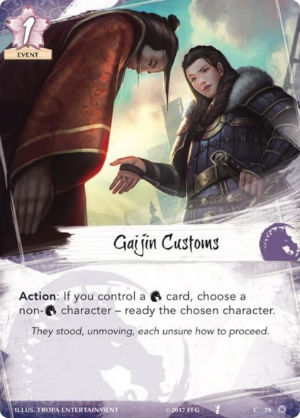 1
EVENT
Gaijin Customs
Action: If you control a card, choose a
non- character – ready the chosen character.
They stood, unmoving, each unsure how to proceed.
ILLUS. TROPA ENTERTAINMENT © 2017 FFG C 79